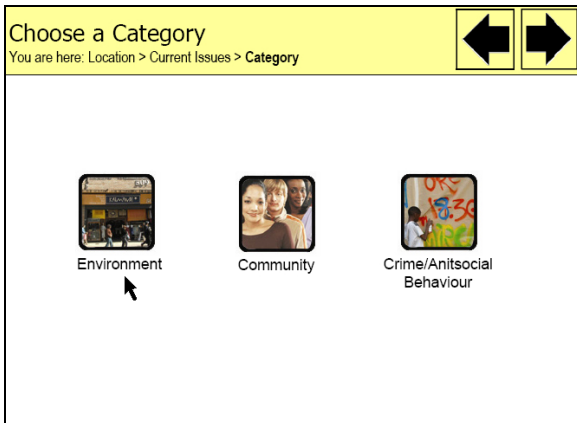 Choose a Category
You are here: Location > Current Issues > Category
Environment
Community
Crime/Anitsocial
Behaviour